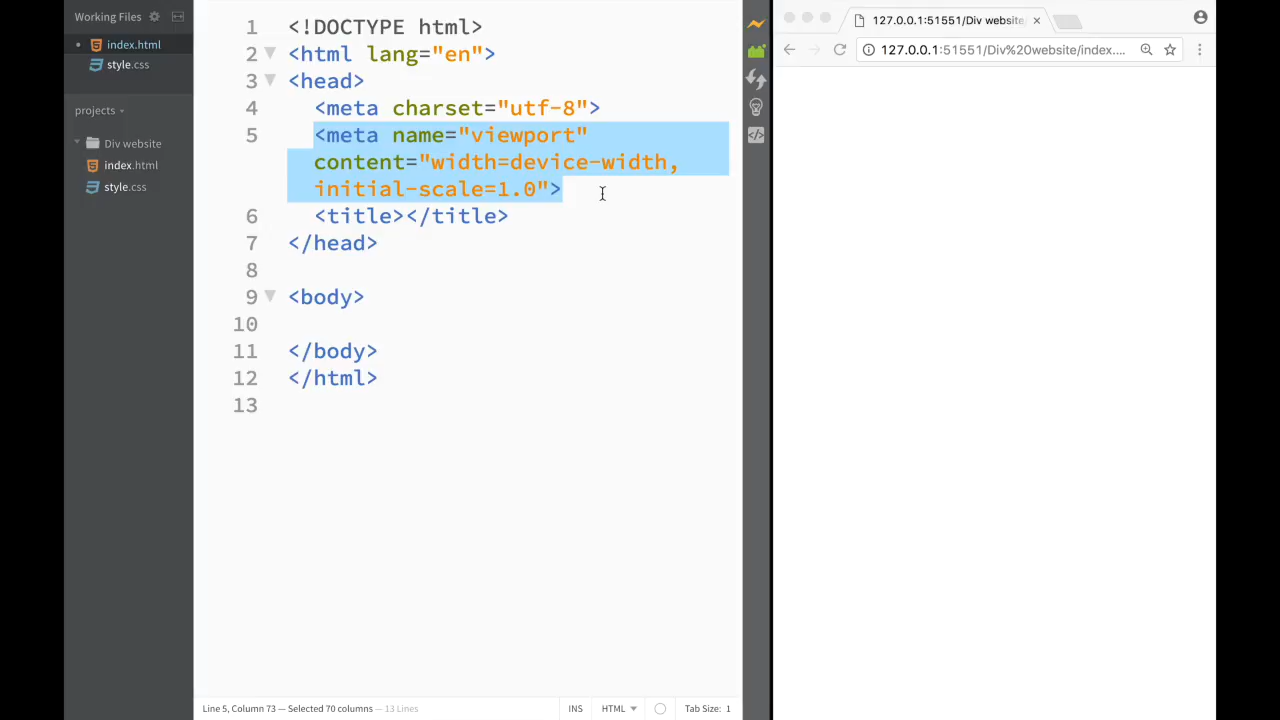 Working Files
index.html
style.css
projects
Div website
index.html
style.css
1 <!DOCTYPE html>
2 <html lang="en">
3 <head>
4 <meta charset="utf-8">
5 <meta name="viewport"
content="width=device-width,
initial-scale=1.0">
6 <title></title>
7 </head>
8
9 <body>
10
11 </body>
12 </html>
13
Line 5, Column 73 — Selected 70 columns — 13 Lines
INS HTML Tab Size: 1
127.0.0.1:51551/Div website
127.0.0.1:51551/Div%20website/index....